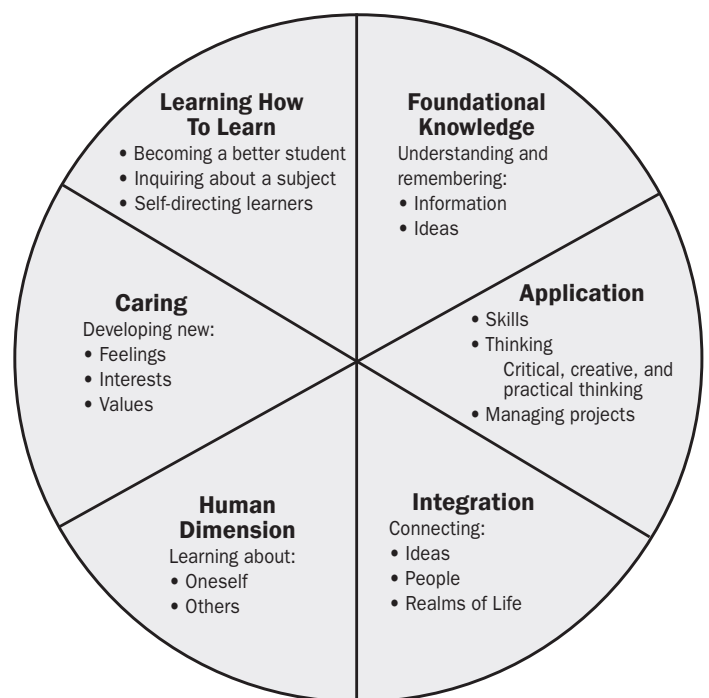 Learning How
To Learn
• Becoming a better student
• Inquiring about a subject
• Self-directing learners
Foundational
Knowledge
Understanding and
remembering:
• Information
• Ideas
Application
• Skills
• Thinking
Critical, creative, and
practical thinking
• Managing projects
Integration
Connecting:
• Ideas
• People
• Realms of Life
Human
Dimension
Learning about:
• Oneself
• Others
Caring
Developing new:
• Feelings
• Interests
• Values